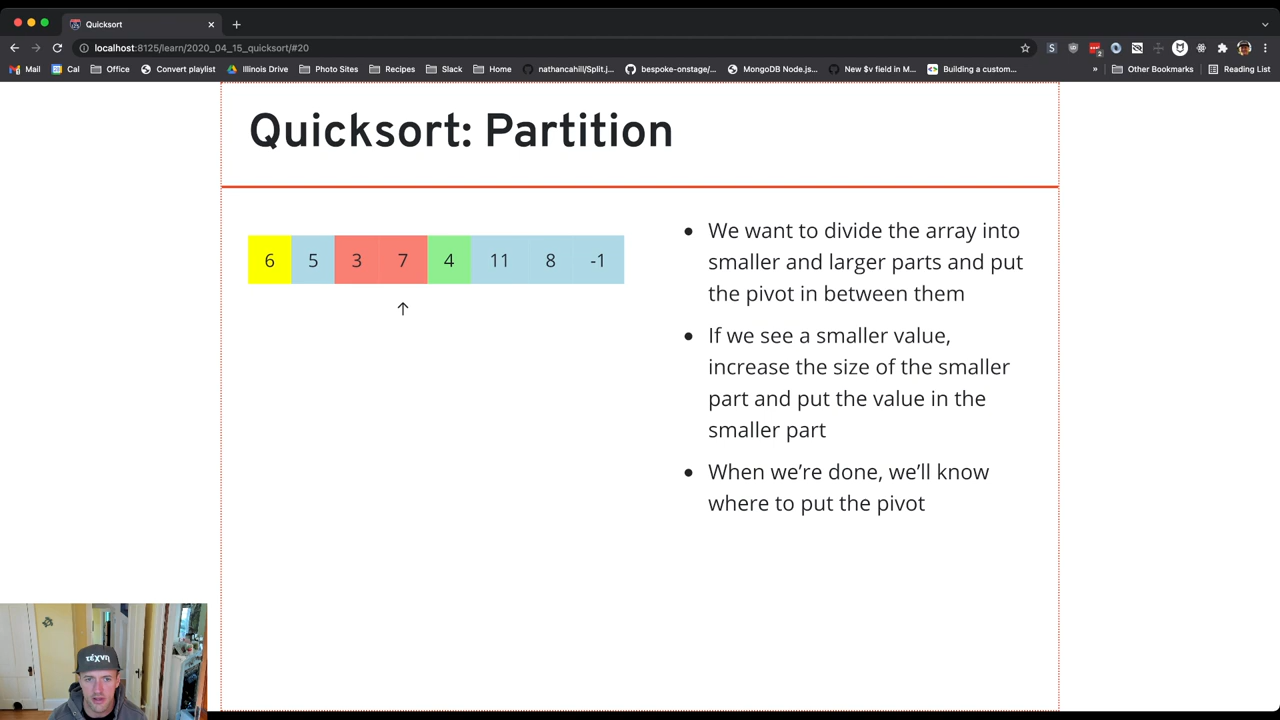 Quicksort
localhost:8125/learn/2020_04_15_quicksort/#20
Mail Cal Office Convert playlist Illinois Drive Photo Sites Recipes Slack Home nathancahill/Split.j... bespoke-onstage/... MongoDB Node.js... New $v field in M... Building a custom... » Other Bookmarks Reading List
Quicksort: Partition
6 5 3 7 4 11 8 -1
↑
• We want to divide the array into
smaller and larger parts and put
the pivot in between them
• If we see a smaller value,
increase the size of the smaller
part and put the value in the
smaller part
• When we’re done, we’ll know
where to put the pivot